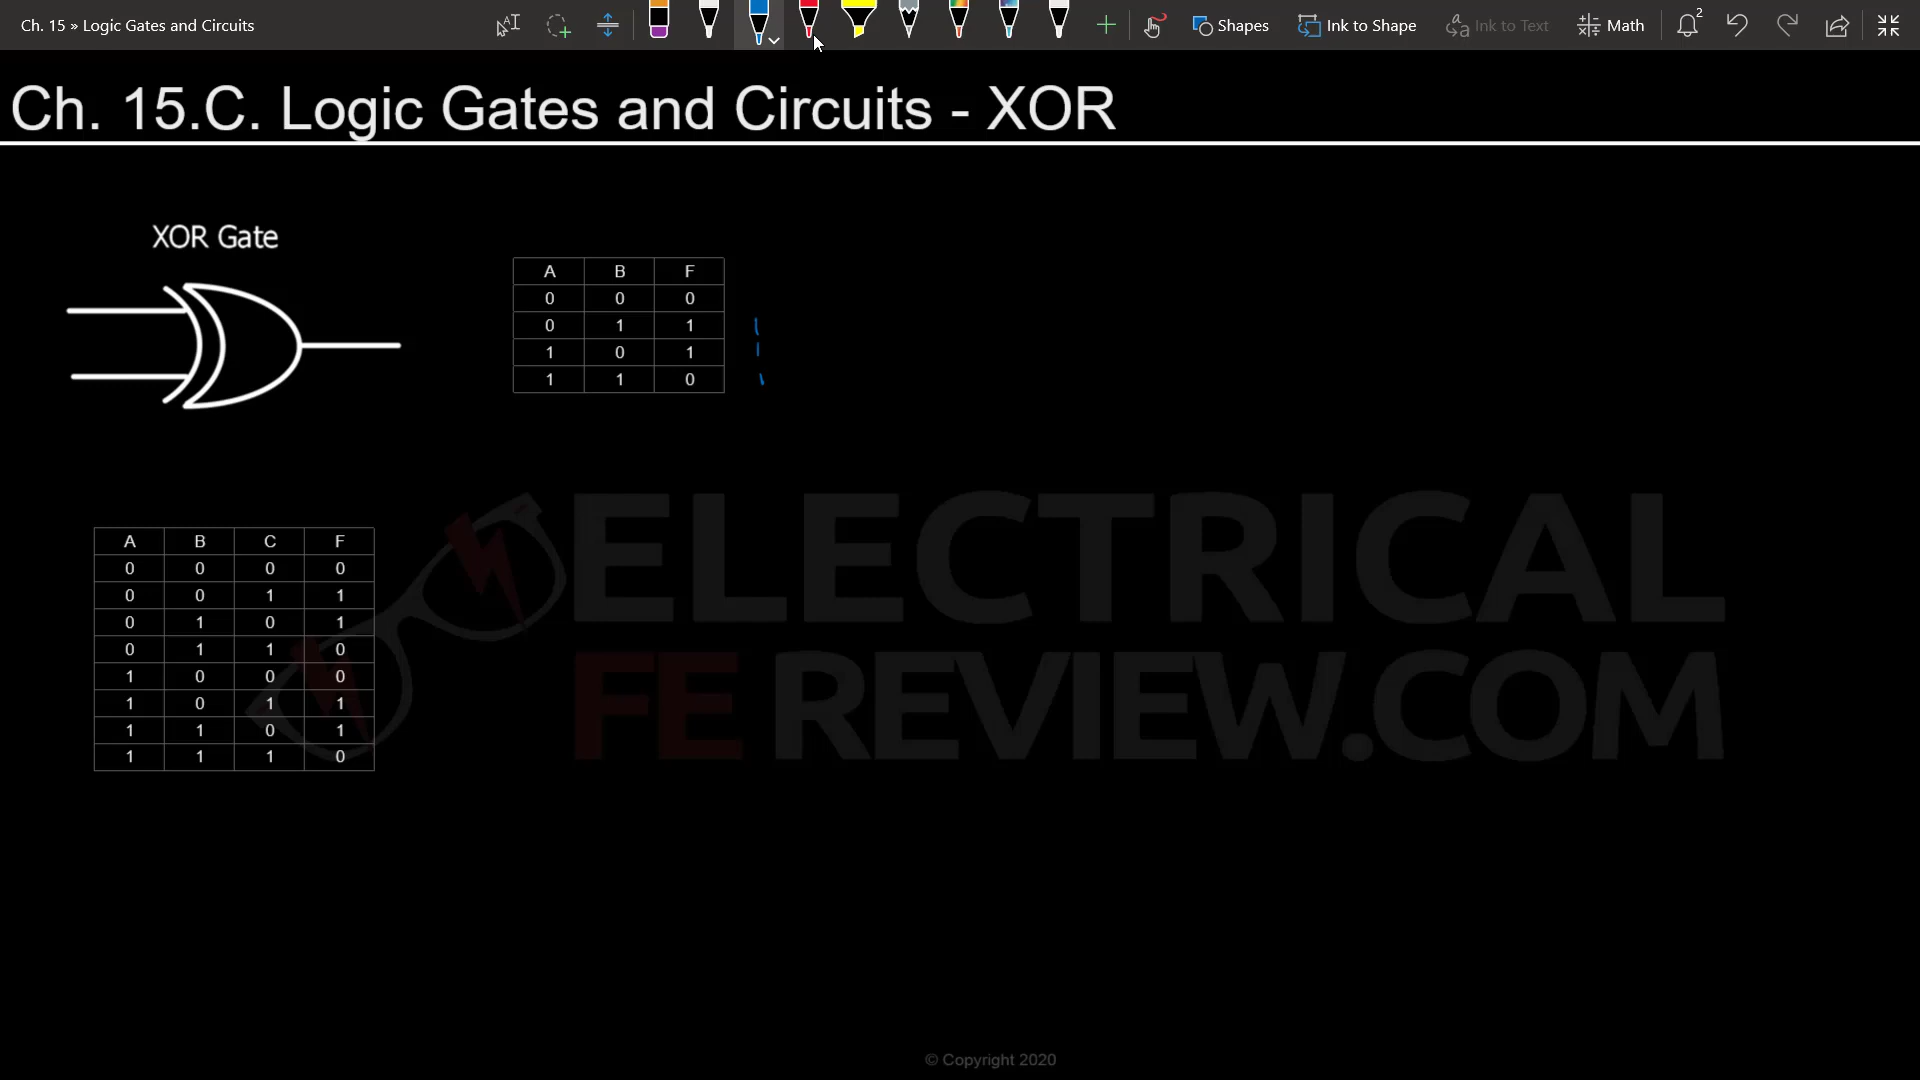 Ch. 15 » Logic Gates and Circuits
Shapes
Ink to Shape
Ink to Text
Math
2
Ch. 15.C. Logic Gates and Circuits - XOR
XOR Gate
A B F
0 0 0
0 1 1
1 0 1
1 1 0
A B C F
0 0 0 0
0 0 1 1
0 1 0 1
0 1 1 0
1 0 0 0
1 0 1 1
1 1 0 1
1 1 1 0
ELECTRICAL
FE REVIEW.COM
© Copyright 2020